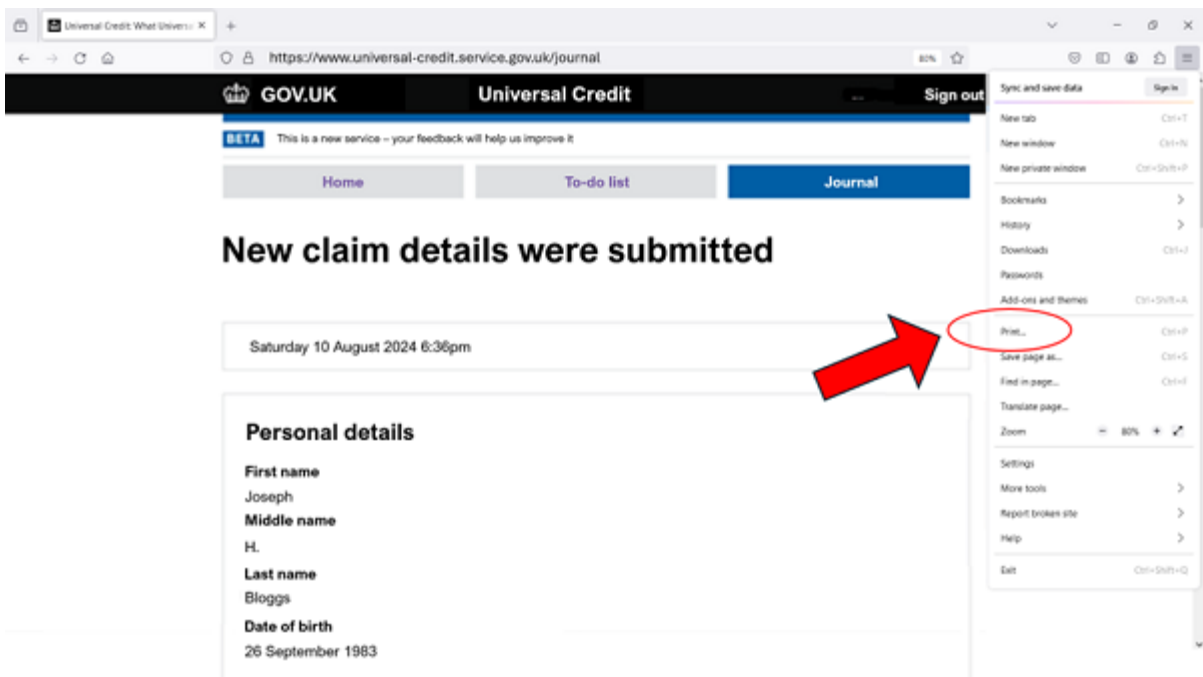 Universal Credit: What Universa
https://www.universal-credit.service.gov.uk/journal
80%
GOV.UK
Universal Credit
Sign out
BETA
This is a new service – your feedback will help us improve it
Home
To-do list
Journal
New claim details were submitted
Saturday 10 August 2024 6:36pm
Personal details
First name
Joseph
Middle name
H.
Last name
Bloggs
Date of birth
26 September 1983
Sync and save data
Sign In
New tab Ctrl+T
New window Ctrl+N
New private window Ctrl+Shift+P
Bookmarks
History
Downloads Ctrl+J
Passwords
Add-ons and themes Ctrl+Shift+A
Print... Ctrl+P
Save page as... Ctrl+S
Find in page... Ctrl+F
Translate page...
Zoom 80%
Settings
More tools
Report broken site
Help
Exit Ctrl+Shift+Q